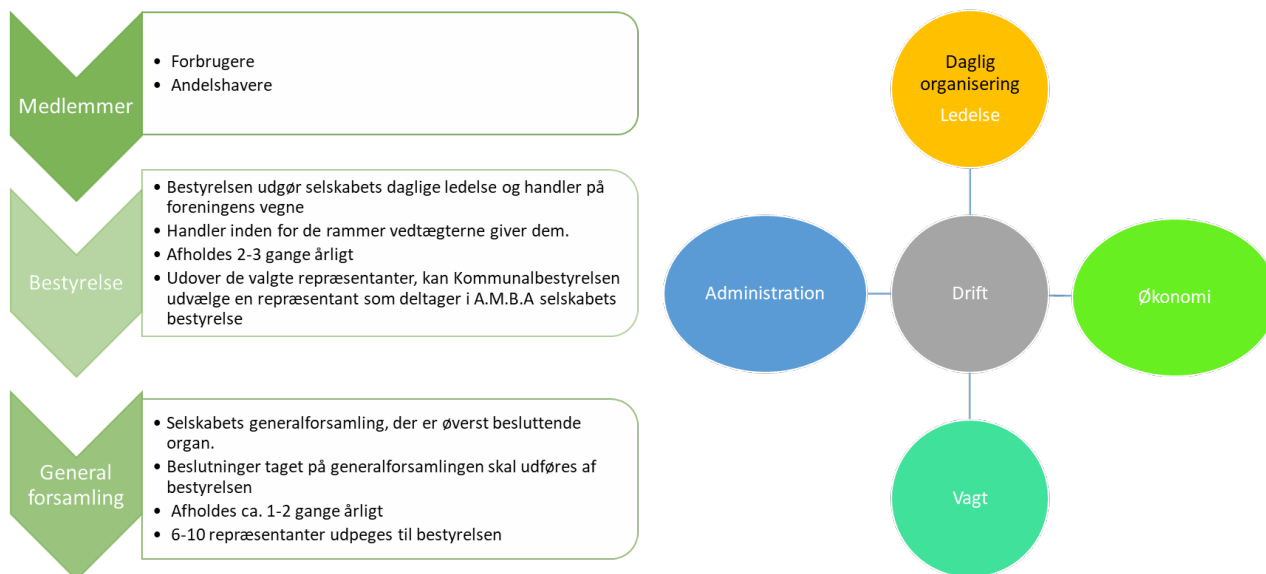 Medlemmer
• Forbrugere
• Andelshavere
Bestyrelse
• Bestyrelsen udgør selskabets daglige ledelse og handler på
foreningens vegne
• Handler inden for de rammer vedtægterne giver dem.
• Afholdes 2-3 gange årligt
• Udover de valgte repræsentanter, kan Kommunalbestyrelsen
udvælge en repræsentant som deltager i A.M.B.A selskabets
bestyrelse
General
forsamling
• Selskabets generalforsamling, der er øverst besluttende
organ.
• Beslutninger taget på generalforsamlingen skal udføres af
bestyrelsen
• Afholdes ca. 1-2 gange årligt
• 6-10 repræsentanter udpeges til bestyrelsen
Daglig
organisering
Ledelse
Administration
Drift
Økonomi
Vagt